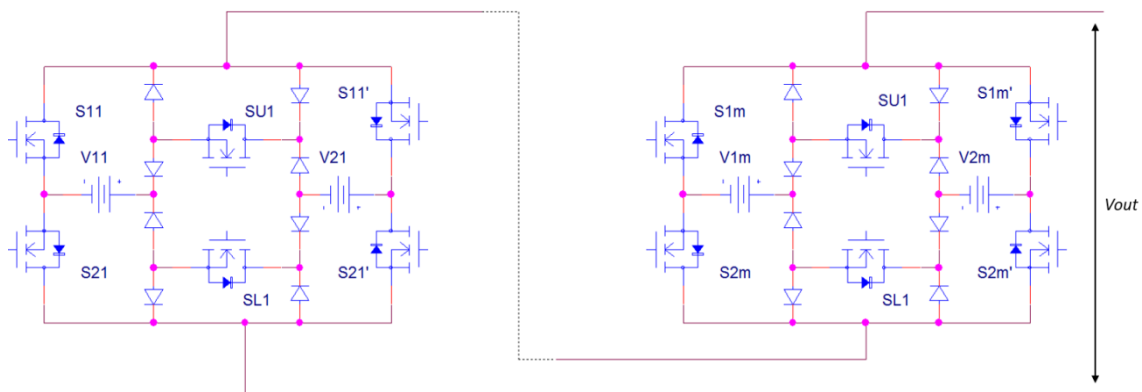 S11 SU1 S11' S1m SU1 S1m'
V11 V21 V1m V2m
Vout
S21 S21' S2m S2m'
SL1 SL1